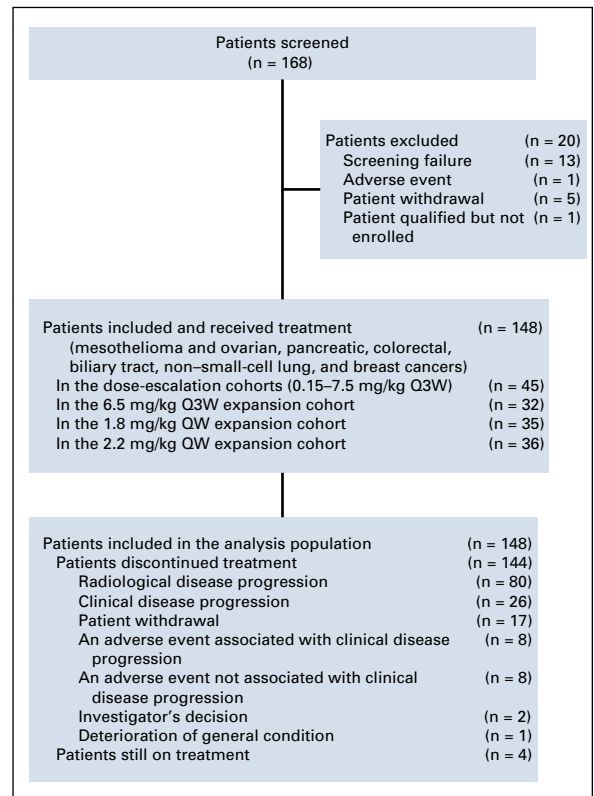 Patients screened
(n = 168)
Patients excluded (n = 20)
Screening failure (n = 13)
Adverse event (n = 1)
Patient withdrawal (n = 5)
Patient qualified but not (n = 1)
enrolled
Patients included and received treatment (n = 148)
(mesothelioma and ovarian, pancreatic, colorectal,
biliary tract, non–small-cell lung, and breast cancers)
In the dose-escalation cohorts (0.15–7.5 mg/kg Q3W) (n = 45)
In the 6.5 mg/kg Q3W expansion cohort (n = 32)
In the 1.8 mg/kg QW expansion cohort (n = 35)
In the 2.2 mg/kg QW expansion cohort (n = 36)
Patients included in the analysis population (n = 148)
Patients discontinued treatment (n = 144)
Radiological disease progression (n = 80)
Clinical disease progression (n = 26)
Patient withdrawal (n = 17)
An adverse event associated with clinical disease (n = 8)
progression
An adverse event not associated with clinical (n = 8)
disease progression
Investigator's decision (n = 2)
Deterioration of general condition (n = 1)
Patients still on treatment (n = 4)